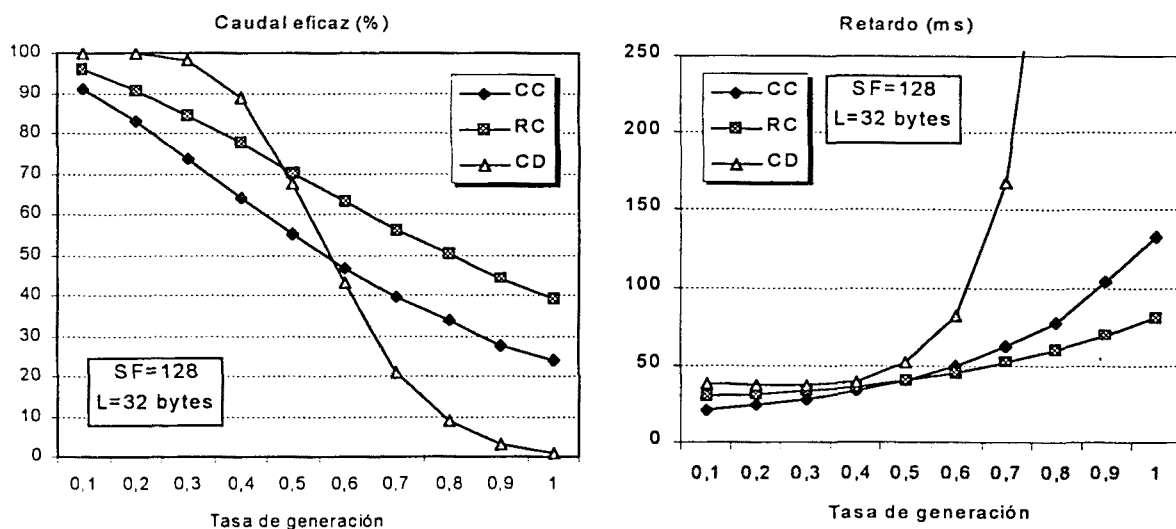 Caudal eficaz (%)
100
90
80
70
60
50
40
30
20
10
0
CC
RC
CD
SF=128
L=32 bytes
0,1 0,2 0,3 0,4 0,5 0,6 0,7 0,8 0,9 1
Tasa de generación
Retardo (ms)
250
200
150
100
50
0
CC
RC
CD
SF=128
L=32 bytes
0,1 0,2 0,3 0,4 0,5 0,6 0,7 0,8 0,9 1
Tasa de generación